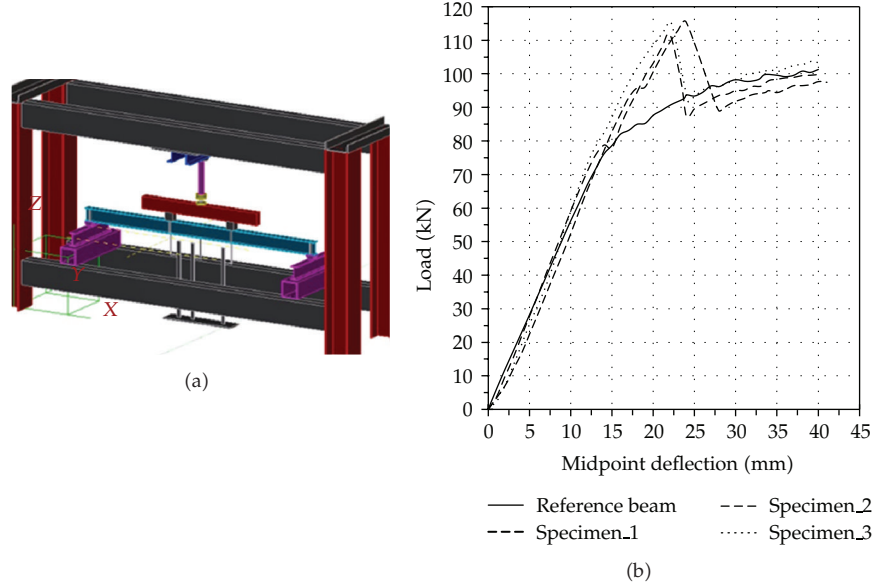 Z
Y
X
(a)
120
110
100
90
80
70
60
50
40
30
20
10
0
Load (kN)
0 5 10 15 20 25 30 35 40 45
Midpoint deflection (mm)
Reference beam
Specimen_1
Specimen_2
Specimen_3
(b)